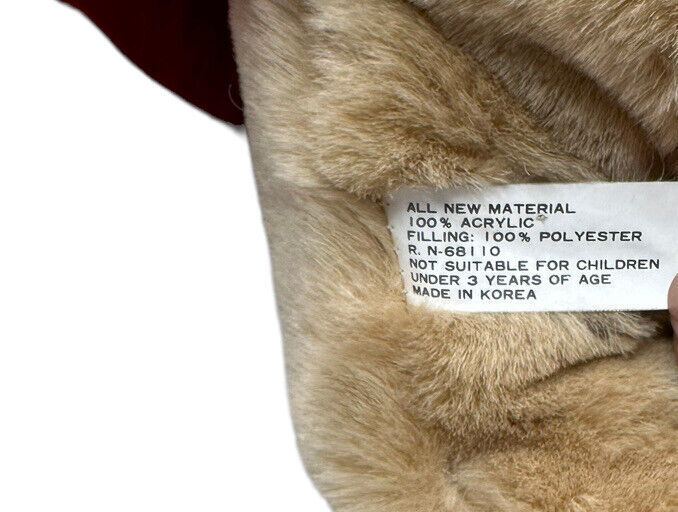 ALL NEW MATERIAL
100% ACRYLIC
FILLING: 100% POLYESTER
R. N-68110
NOT SUITABLE FOR CHILDREN
UNDER 3 YEARS OF AGE
MADE IN KOREA